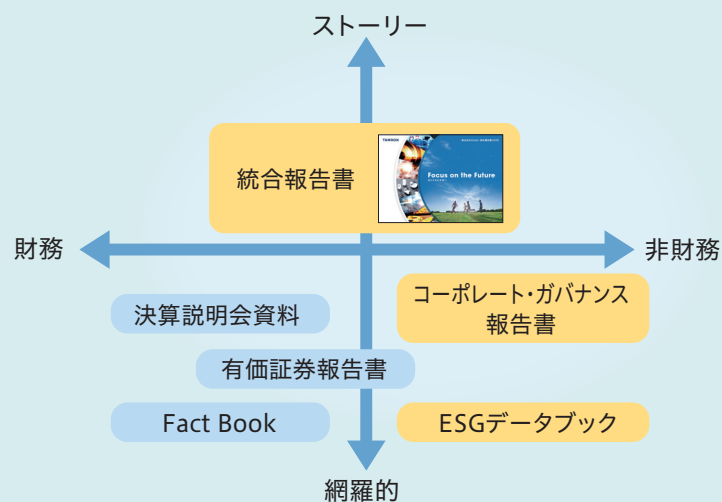 ストーリー
TAMRON
統合報告書
Focus on the Future
財務
非財務
決算説明会資料
コーポレート・ガバナンス
報告書
有価証券報告書
Fact Book
ESGデータブック
網羅的